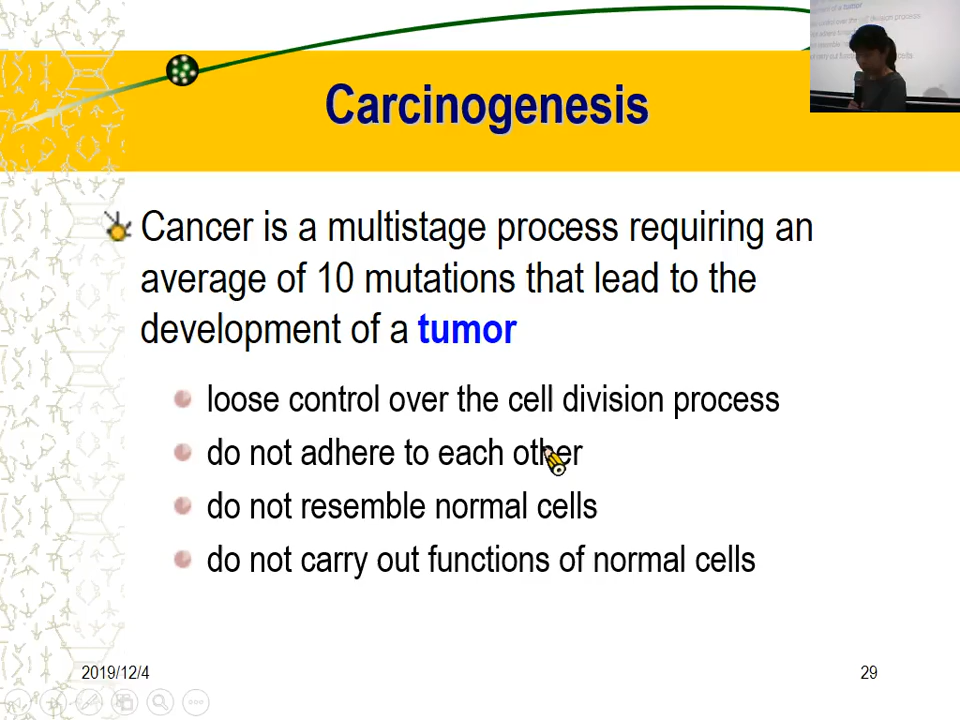 Carcinogenesis
Cancer is a multistage process requiring an
average of 10 mutations that lead to the
development of a tumor
loose control over the cell division process
do not adhere to each other
do not resemble normal cells
do not carry out functions of normal cells
2019/12/4
29